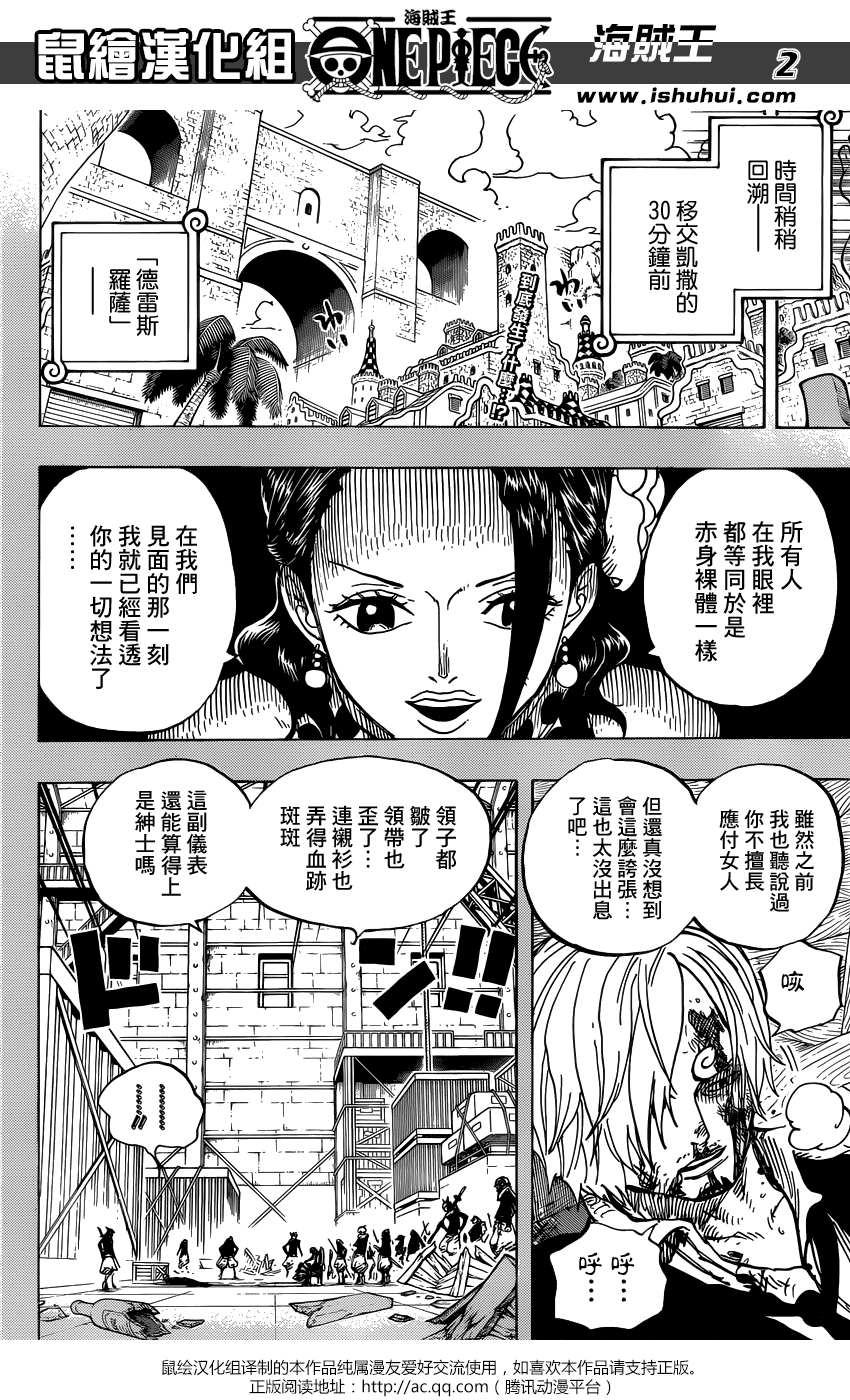 鼠繪漢化組
海賊王
ONE PIECE
海賊王
2
www.ishuhui.com
時間稍稍
回溯——
移交凱撒的
30分鐘前
到底發生了什麼…!?
「德雷斯
羅薩」
——
所有人
在我眼裡
都等同於是
赤身裸體一樣
在我們
見面的那一刻
我就已經看透
你的一切想法了
……
雖然之前
我也聽說過
你不擅長
應付女人
但還真沒想到
會這麼誇張…
這也太沒出息
了吧…
咳
呼…
呼…
領子都
皺了
領帶也
歪了…
連襯衫也
弄得血跡
斑斑
這副儀表
還能算得上
是紳士嗎
ドーン!!
鼠绘汉化组译制的本作品纯属漫友爱好交流使用，如喜欢本作品请支持正版。
正版阅读地址：http://ac.qq.com（腾讯动漫平台）